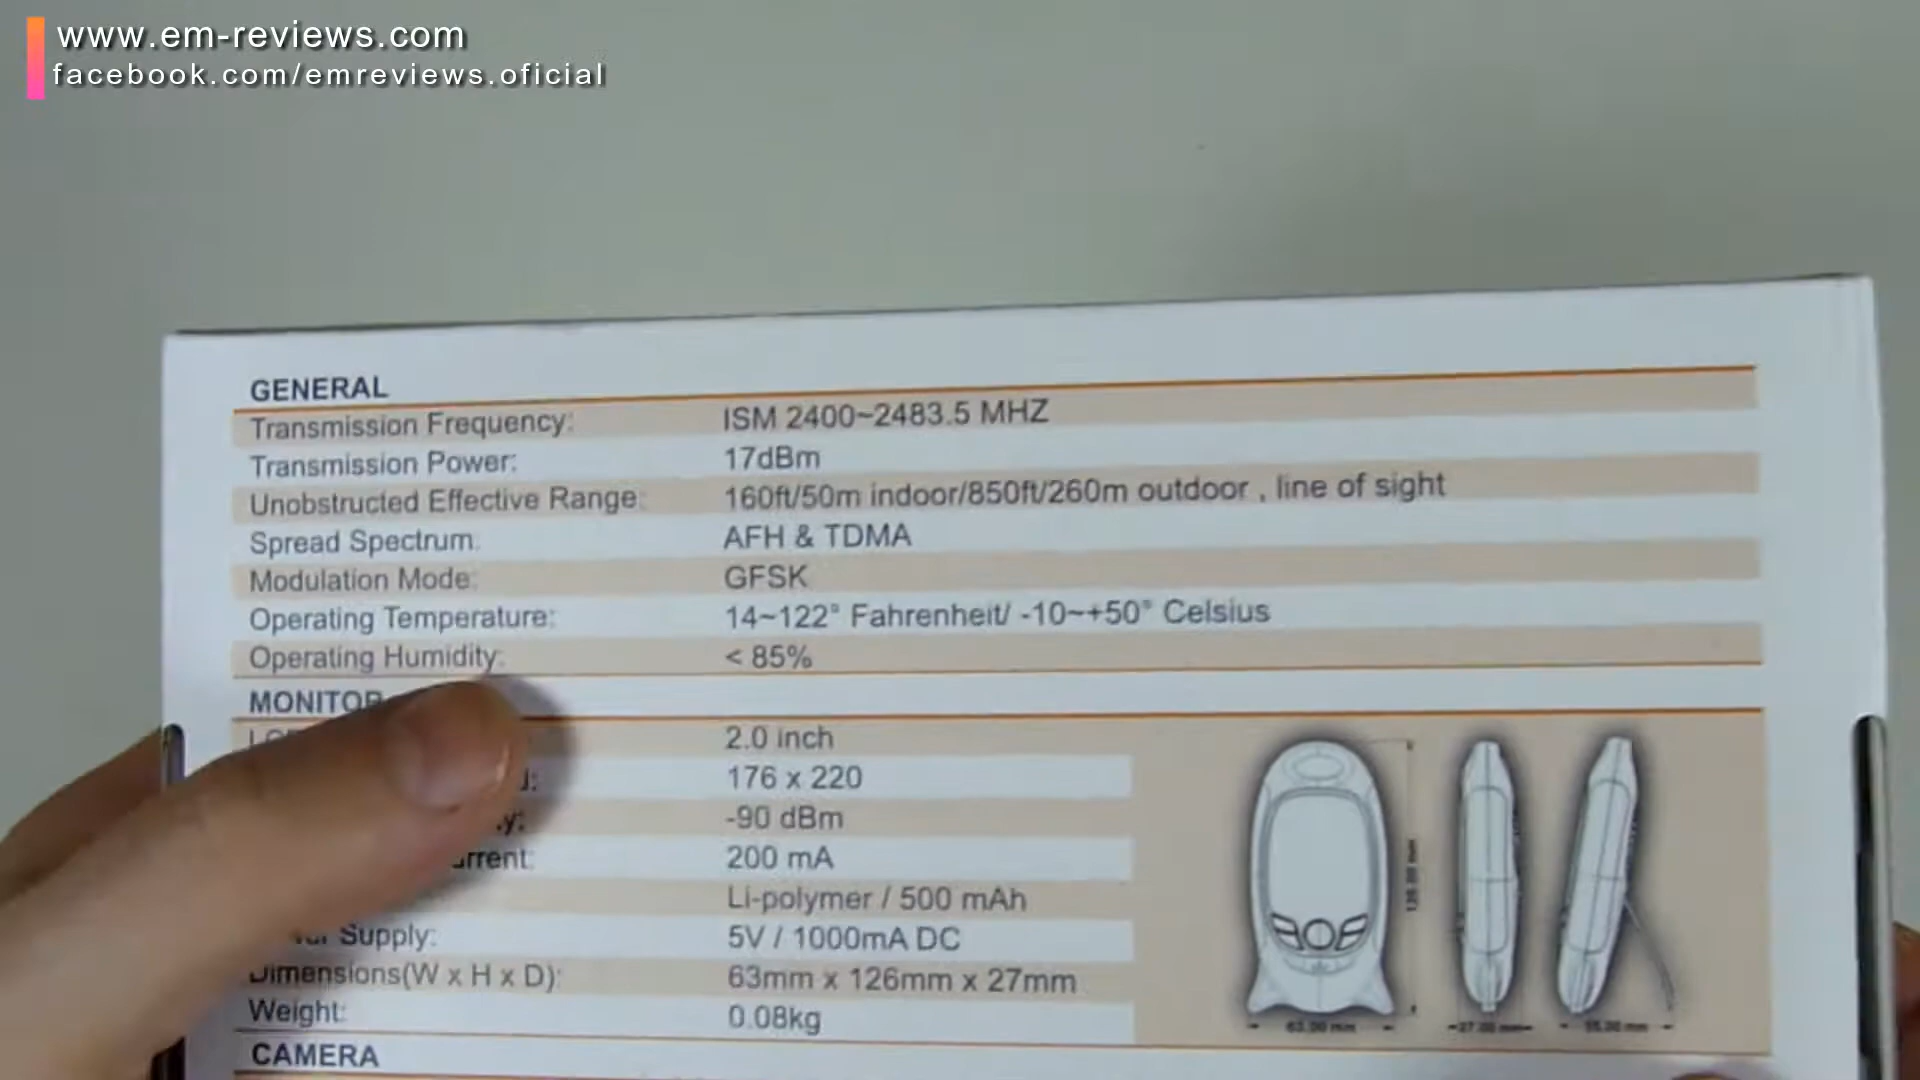 www.em-reviews.com
facebook.com/emreviews.oficial
GENERAL
Transmission Frequency: ISM 2400~2483.5 MHZ
Transmission Power: 17dBm
Unobstructed Effective Range: 160ft/50m indoor/850ft/260m outdoor , line of sight
Spread Spectrum: AFH & TDMA
Modulation Mode: GFSK
Operating Temperature: 14~122° Fahrenheit/ -10~+50° Celsius
Operating Humidity: < 85%
MONITOR
2.0 inch
176 x 220
-90 dBm
200 mA
Li-polymer / 500 mAh
Supply: 5V / 1000mA DC
Dimensions(W x H x D): 63mm x 126mm x 27mm
Weight: 0.08kg
63.00 mm
CAMERA